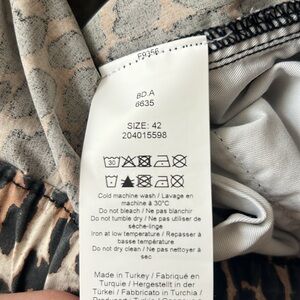 F9356
BD.A
6635
SIZE: 42
204015598
Cold machine wash / Lavage en
machine à 30°C
Do not bleach / Ne pas blanchir
Do not tumble dry / Ne pas utiliser de
sèche-linge
Iron at low temperature / Repasser à
basse température
Do not dry clean / Ne pas nettoyer à
sec
Made in Turkey / Fabriqué en
Turquie / Hergestellt in der
Türkei / Fabbricato in Turchia /